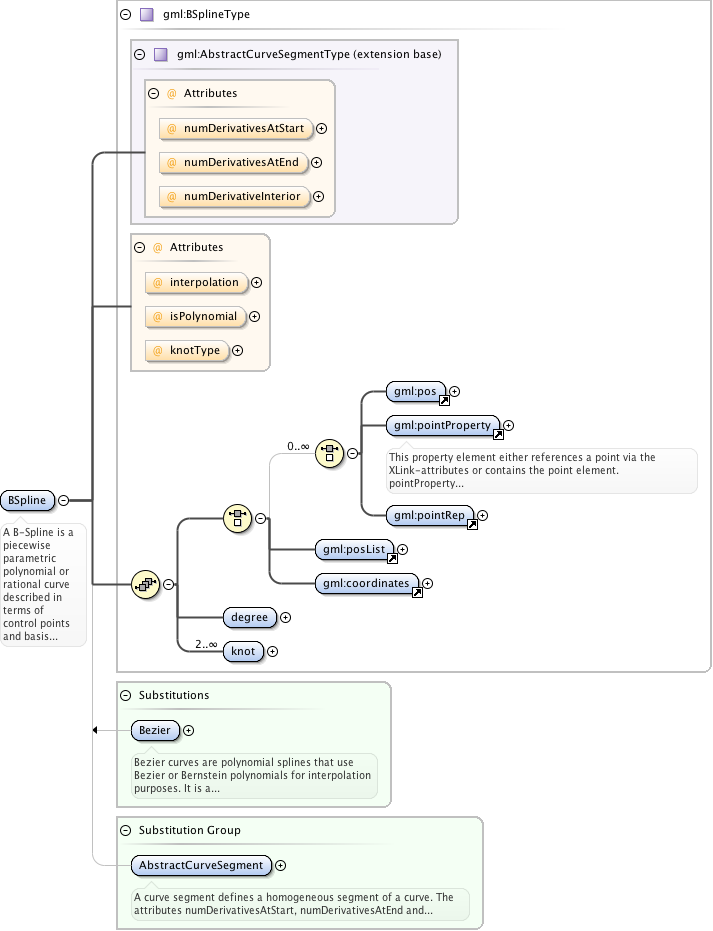 gml:BSplineType
gml:AbstractCurveSegmentType (extension base)
@ Attributes
@ numDerivativesAtStart
@ numDerivativesAtEnd
@ numDerivativeInterior
@ Attributes
@ interpolation
@ isPolynomial
@ knotType
gml:pos
gml:pointProperty
This property element either references a point via the
XLink-attributes or contains the point element.
pointProperty...
gml:pointRep
0..∞
gml:posList
gml:coordinates
degree
2..∞
knot
BSpline
A B-Spline is a
piecewise
parametric
polynomial or
rational curve
described in
terms of
control points
and basis...
Substitutions
Bezier
Bezier curves are polynomial splines that use
Bezier or Bernstein polynomials for interpolation
purposes. It is a...
Substitution Group
AbstractCurveSegment
A curve segment defines a homogeneous segment of a curve. The
attributes numDerivativesAtStart, numDerivativesAtEnd and...